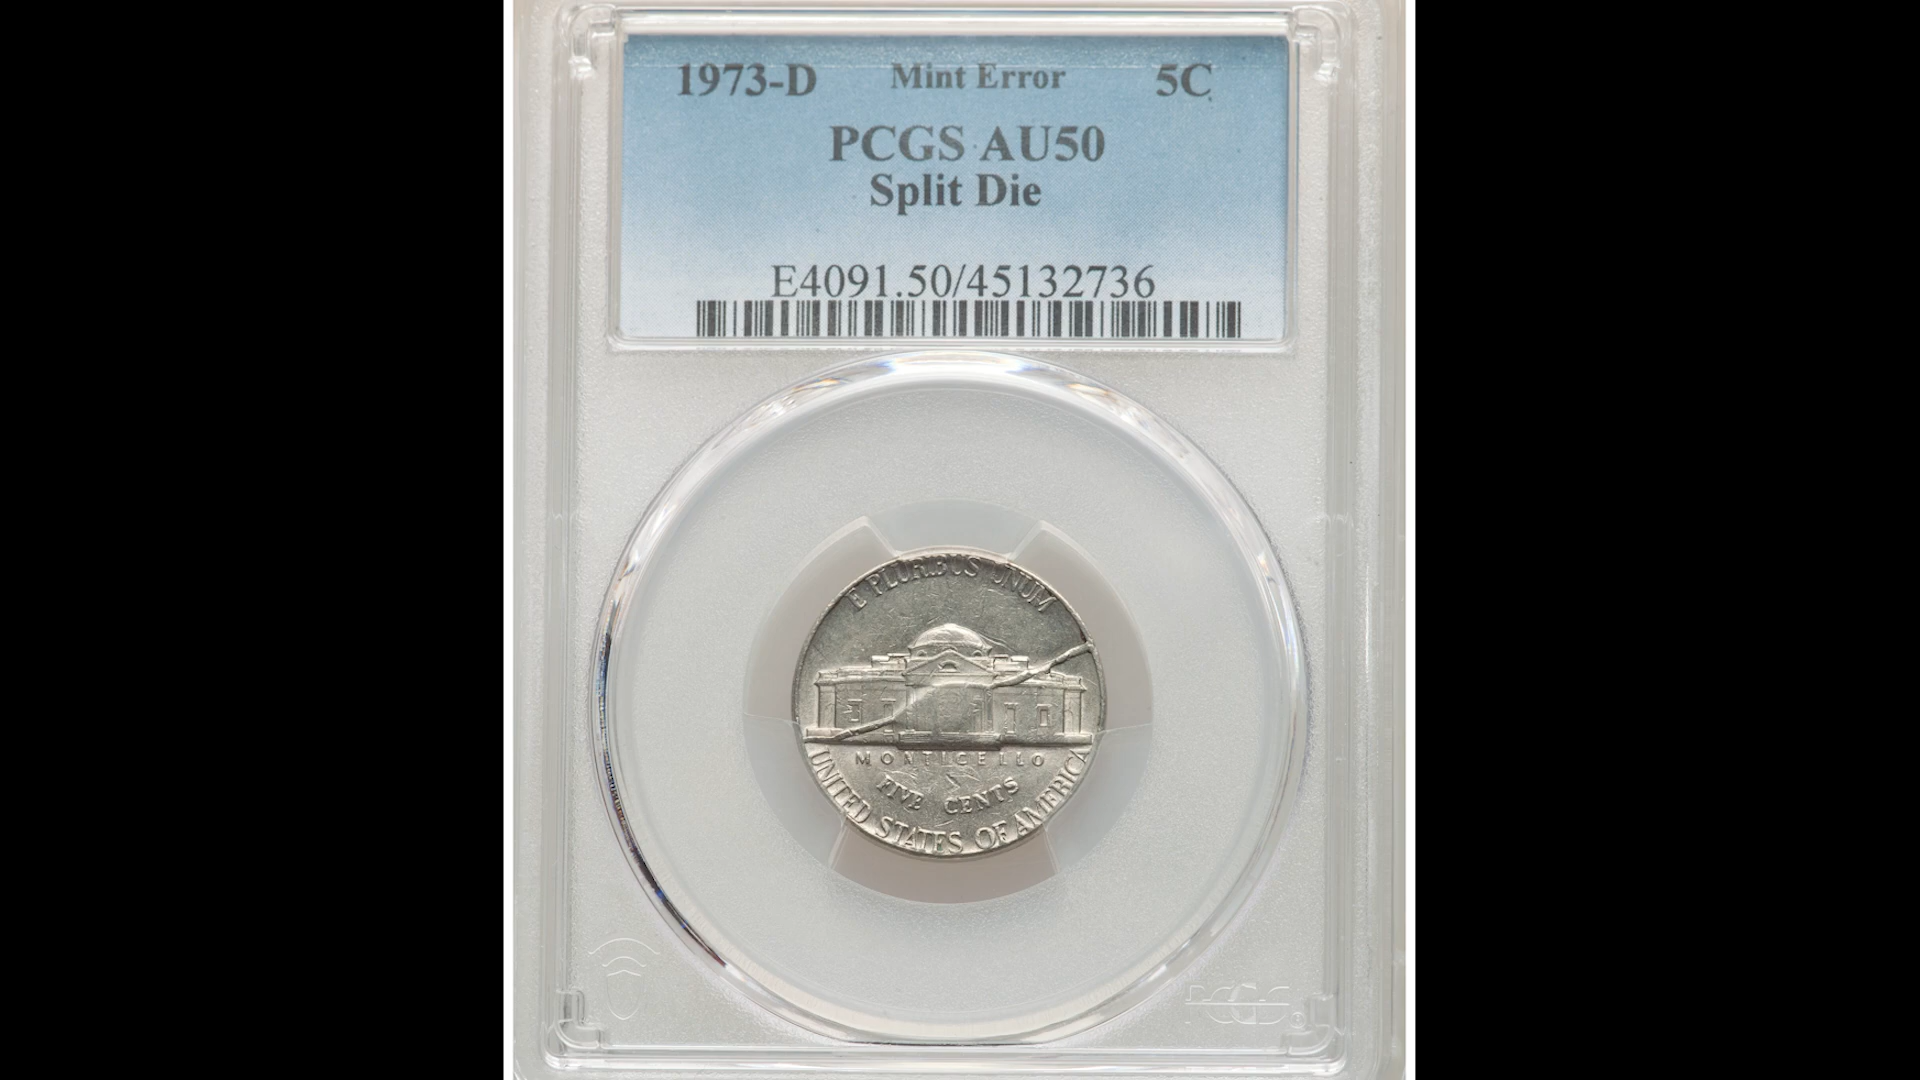 1973-D Mint Error 5C
PCGS AU50
Split Die
E4091.50/45132736
E PLURIBUS UNUM
MONTICELLO
FIVE CENTS
UNITED STATES OF AMERICA
PCGS